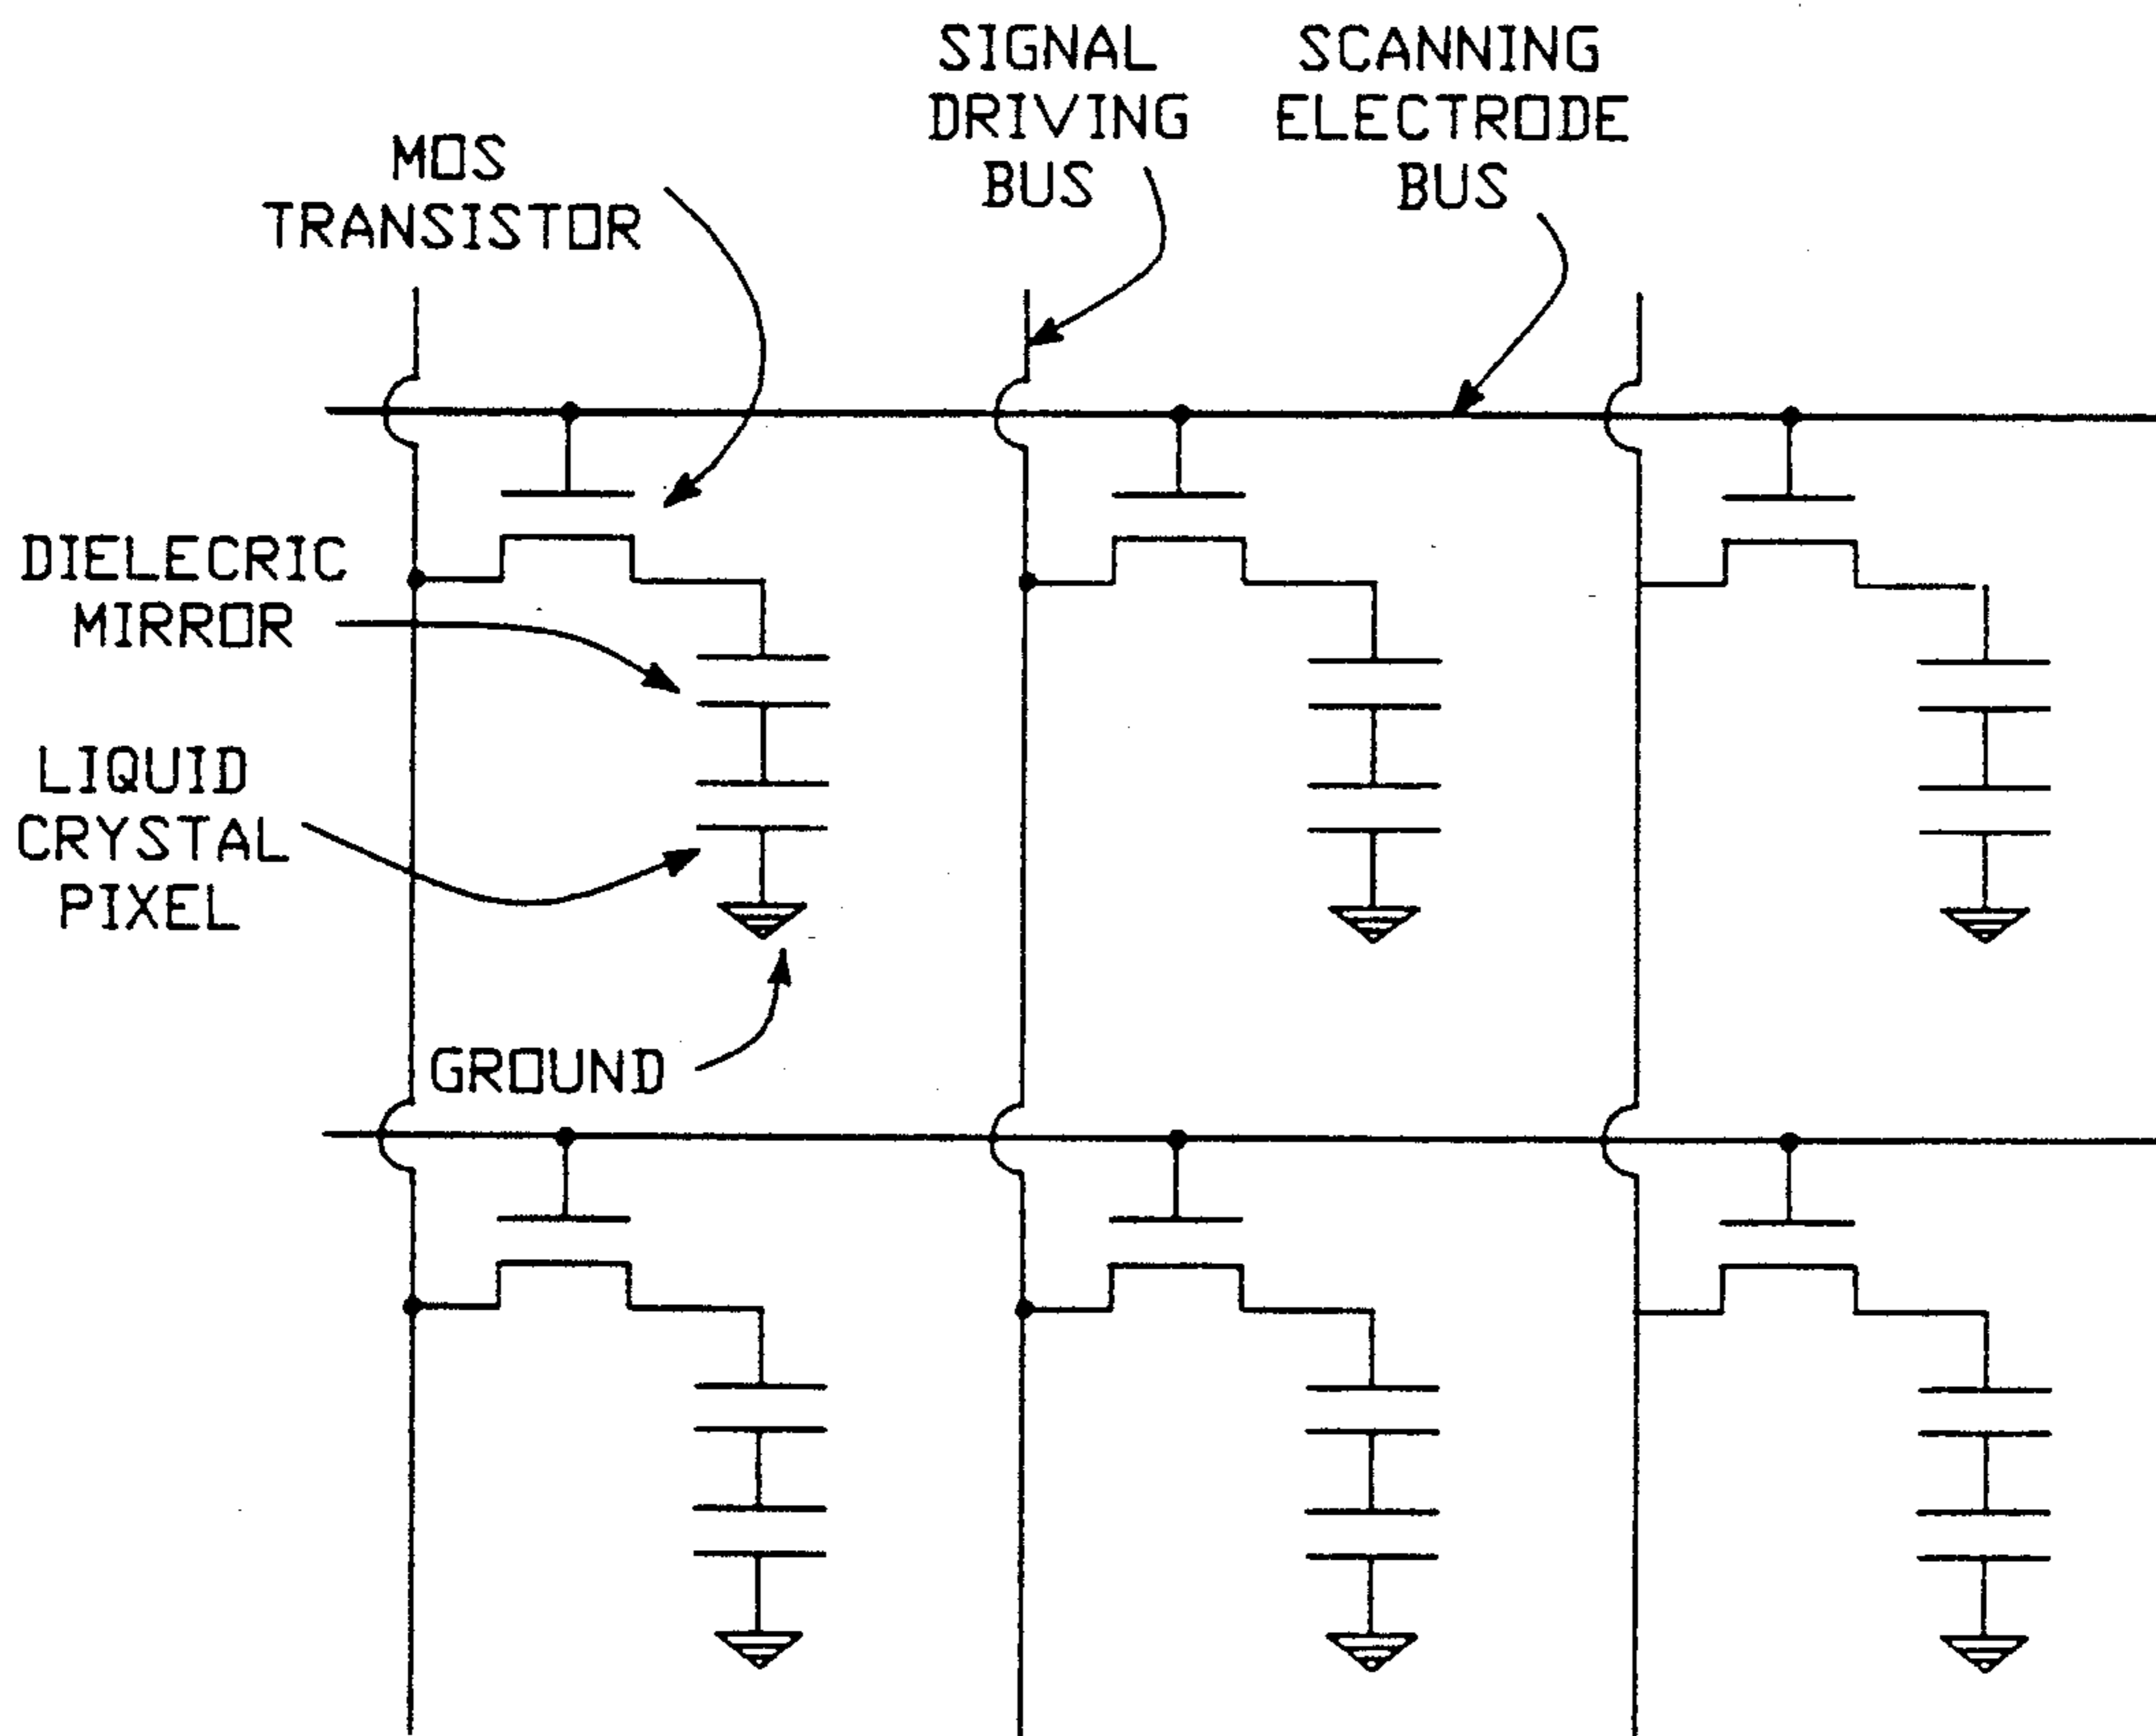 SIGNAL
DRIVING
BUS
SCANNING
ELECTRODE
BUS
MOS
TRANSISTOR
DIELECRIC
MIRROR
LIQUID
CRYSTAL
PIXEL
GROUND